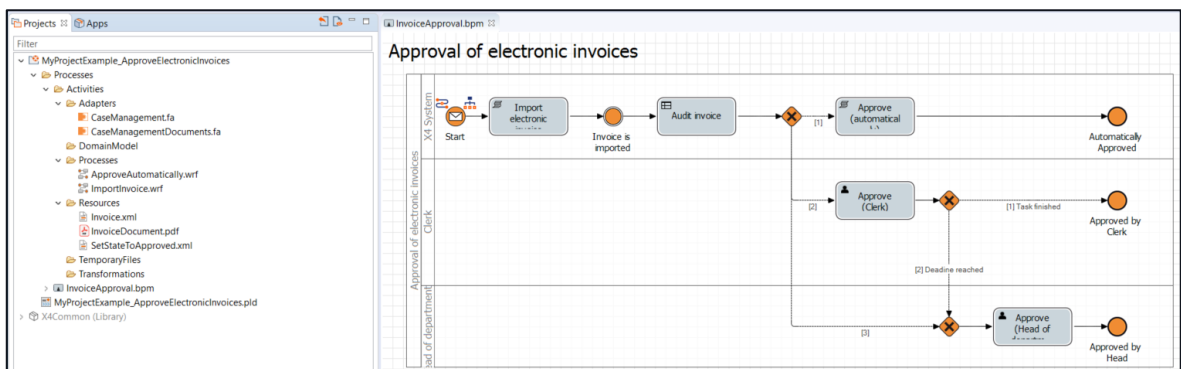 Projects
Apps
Filter
MyProjectExample_ApproveElectronicInvoices
Processes
Activities
Adapters
CaseManagement.fa
CaseManagementDocuments.fa
DomainModel
Processes
ApproveAutomatically.wrf
ImportInvoice.wrf
Resources
Invoice.xml
InvoiceDocument.pdf
SetStateToApproved.xml
TemporaryFiles
Transformations
InvoiceApproval.bpm
MyProjectExample_ApproveElectronicInvoices.pld
X4Common (Library)
InvoiceApproval.bpm
Approval of electronic invoices
Approval of electronic invoices
X4 System
Start
Import
electronic
Invoice is
imported
Audit invoice
[1]
Approve
(automatical
Automatically
Approved
Clerk
[2]
Approve
(Clerk)
[1] Task finished
Approved by
Clerk
[2] Deadine reached
ead of department
[3]
Approve
(Head of
Approved by
Head